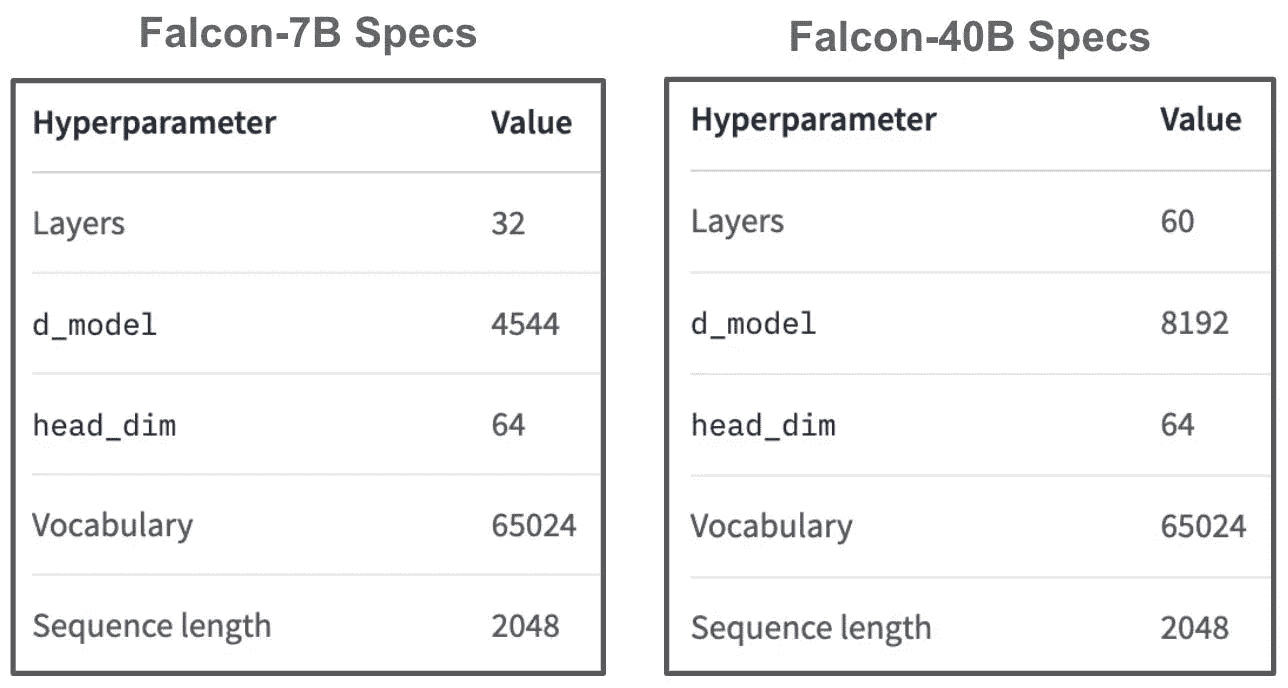 Falcon-7B Specs
Hyperparameter Value
Layers 32
d_model 4544
head_dim 64
Vocabulary 65024
Sequence length 2048
Falcon-40B Specs
Hyperparameter Value
Layers 60
d_model 8192
head_dim 64
Vocabulary 65024
Sequence length 2048